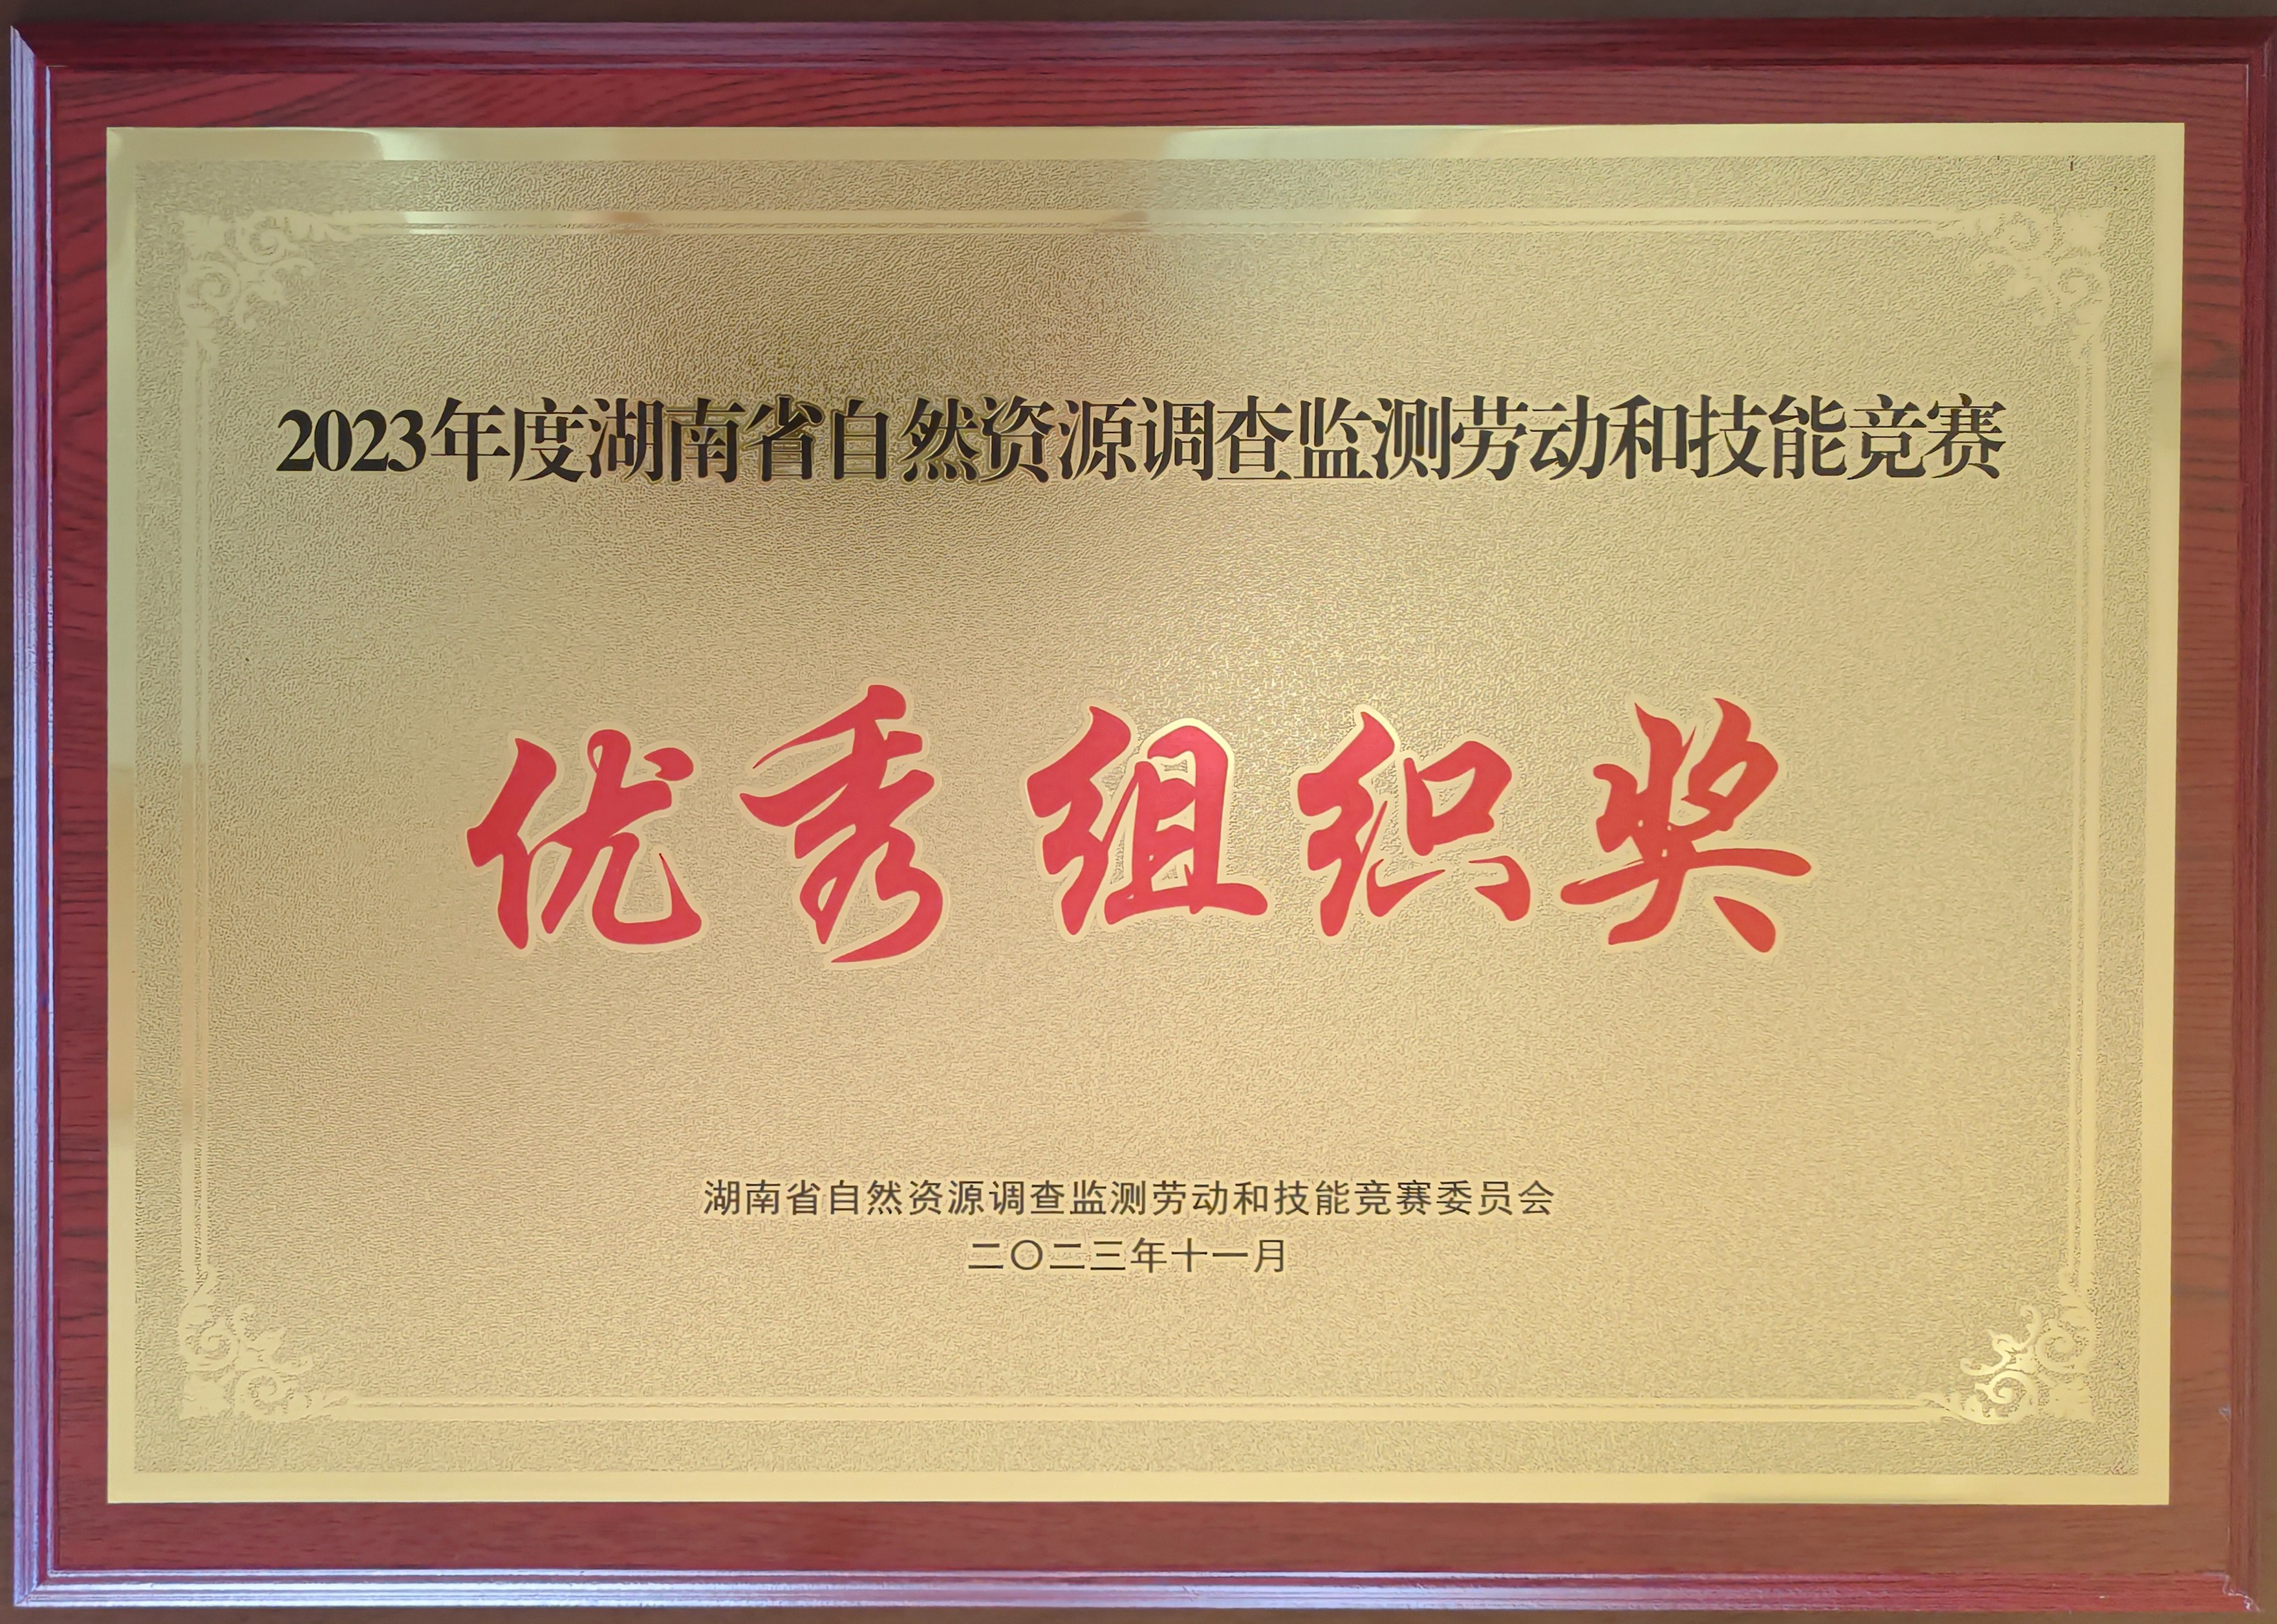 2023年度湖南省自然资源调查监测劳动和技能竞赛
优秀组织奖
湖南省自然资源调查监测劳动和技能竞赛委员会
二〇二三年十一月